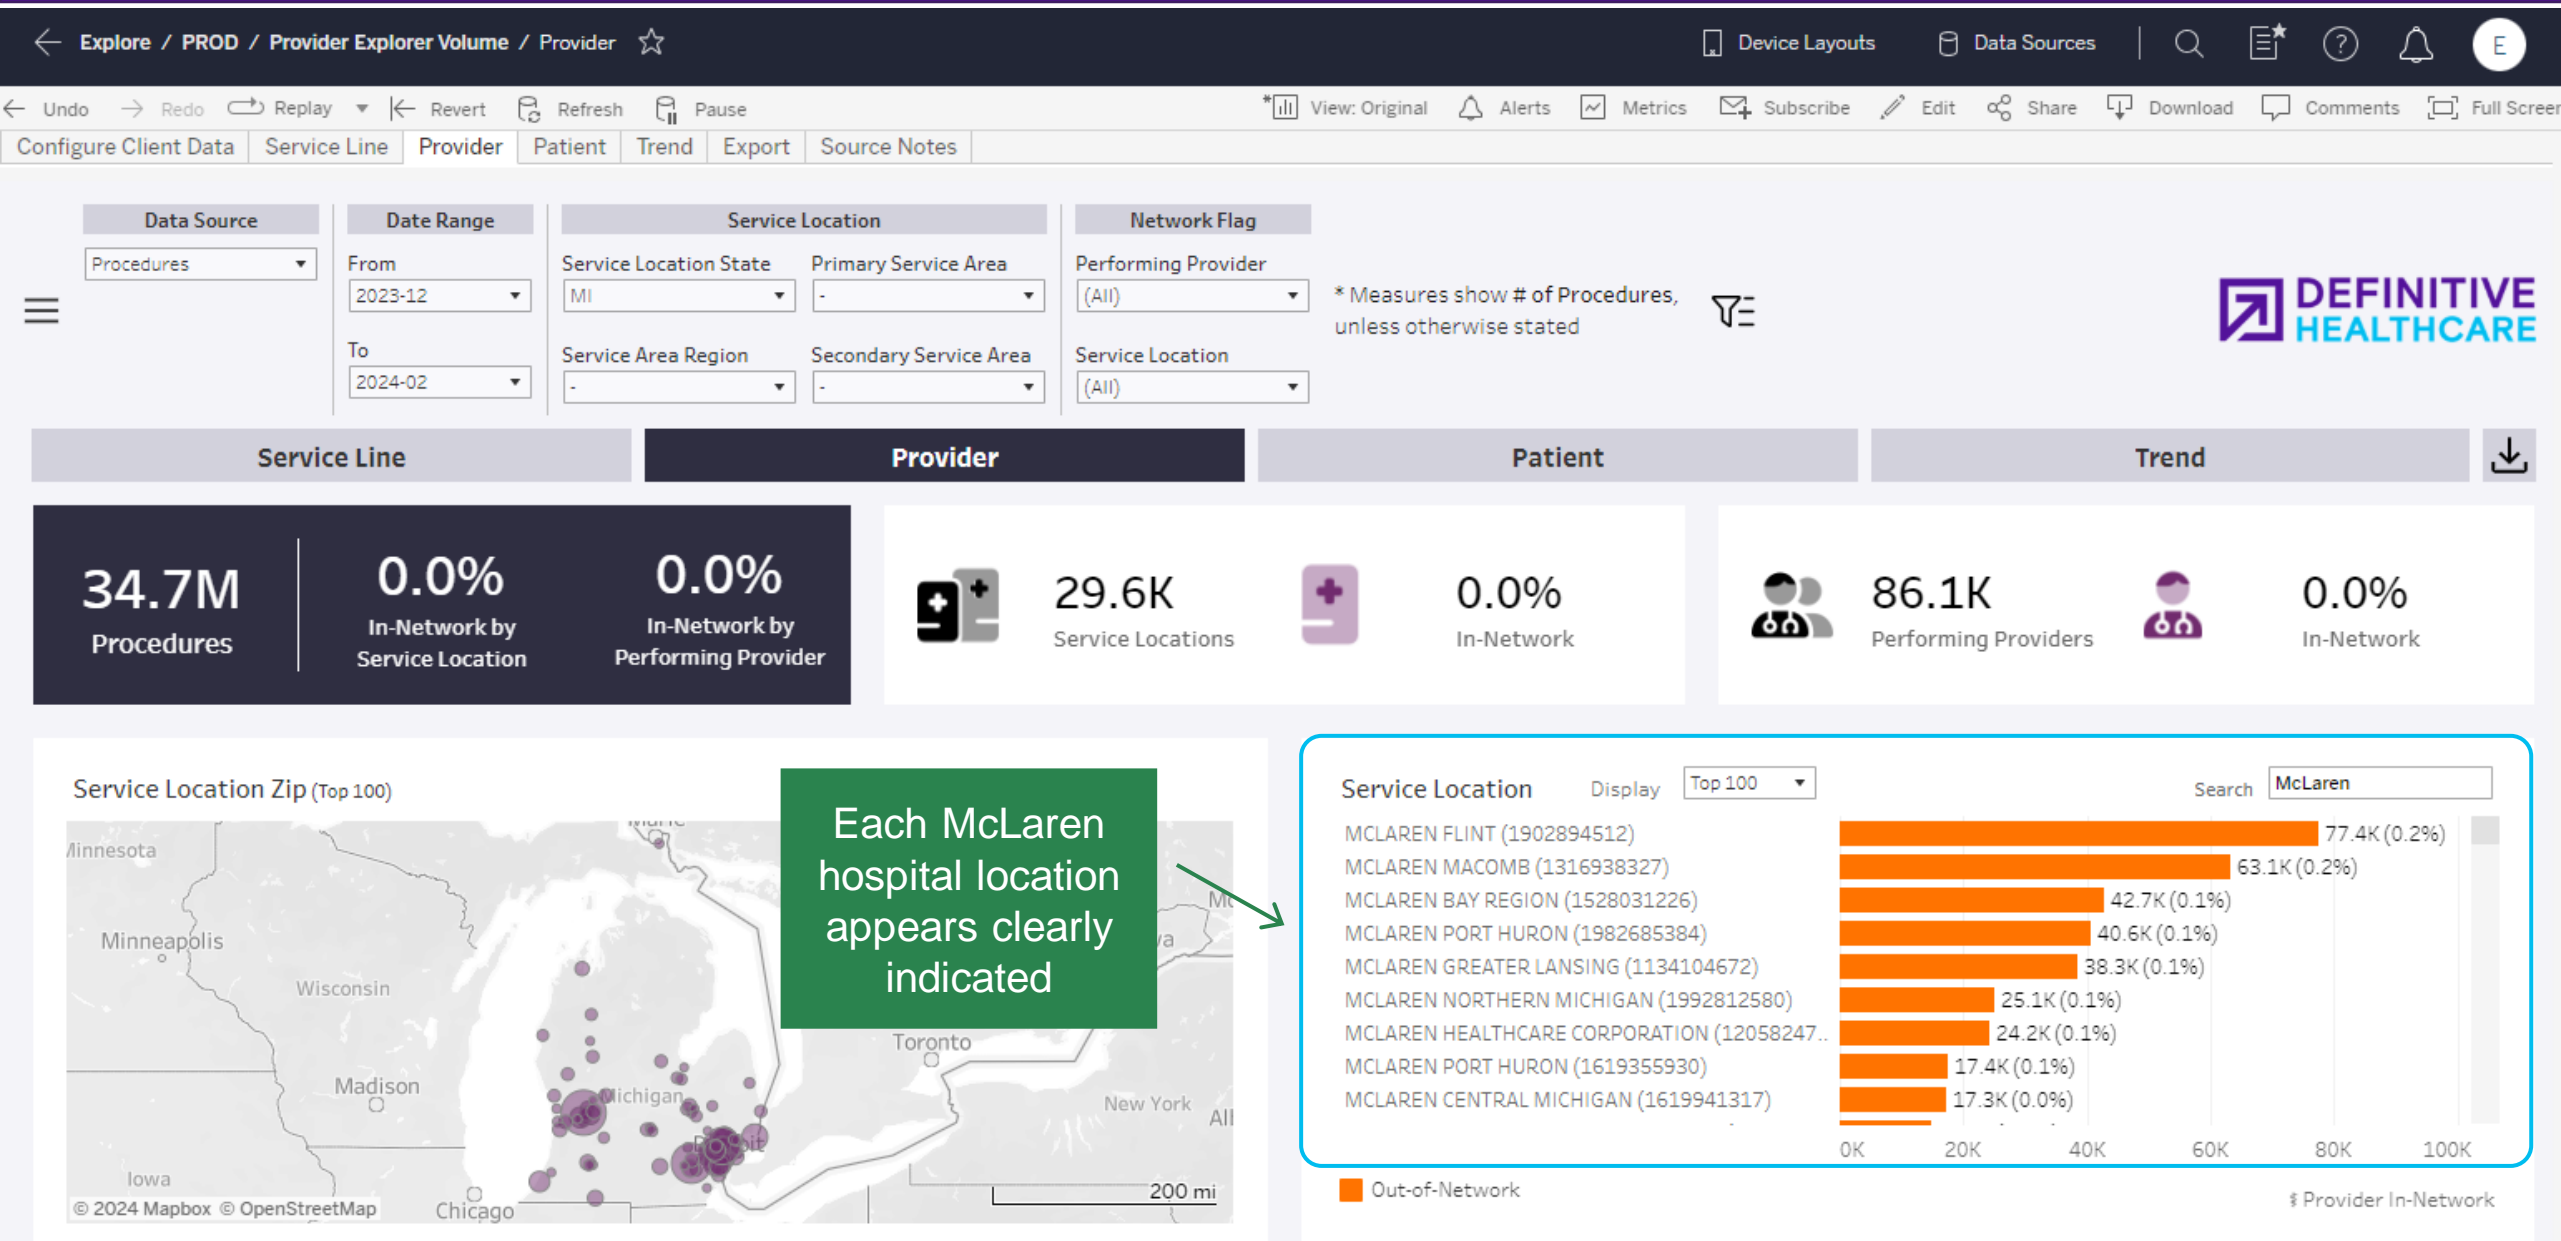 Explore / PROD / Provider Explorer Volume / Provider
Device Layouts
Data Sources
E
Undo
Redo
Replay
Revert
Refresh
Pause
View: Original
Alerts
Metrics
Subscribe
Edit
Share
Download
Comments
Full Screen
Configure Client Data
Service Line
Provider
Patient
Trend
Export
Source Notes
Data Source
Date Range
Service Location
Network Flag
Procedures
From
2023-12
To
2024-02
Service Location State
MI
Primary Service Area
-
Service Area Region
-
Secondary Service Area
-
Performing Provider
(All)
Service Location
(All)
* Measures show # of Procedures,
unless otherwise stated
DEFINITIVE
HEALTHCARE
Service Line
Provider
Patient
Trend
34.7M
Procedures
0.0%
In-Network by
Service Location
0.0%
In-Network by
Performing Provider
29.6K
Service Locations
0.0%
In-Network
86.1K
Performing Providers
0.0%
In-Network
Service Location Zip (Top 100)
Minnesota
Minneapolis
Wisconsin
Madison
Michigan
Detroit
Iowa
Chicago
Toronto
New York
200 mi
© 2024 Mapbox © OpenStreetMap
Each McLaren
hospital location
appears clearly
indicated
Service Location
Display
Top 100
Search
McLaren
MCLAREN FLINT (1902894512) 77.4K (0.2%)
MCLAREN MACOMB (1316938327) 63.1K (0.2%)
MCLAREN BAY REGION (1528031226) 42.7K (0.1%)
MCLAREN PORT HURON (1982685384) 40.6K (0.1%)
MCLAREN GREATER LANSING (1134104672) 38.3K (0.1%)
MCLAREN NORTHERN MICHIGAN (1992812580) 25.1K (0.1%)
MCLAREN HEALTHCARE CORPORATION (12058247.. 24.2K (0.1%)
MCLAREN PORT HURON (1619355930) 17.4K (0.1%)
MCLAREN CENTRAL MICHIGAN (1619941317) 17.3K (0.0%)
0K 20K 40K 60K 80K 100K
Out-of-Network
Provider In-Network